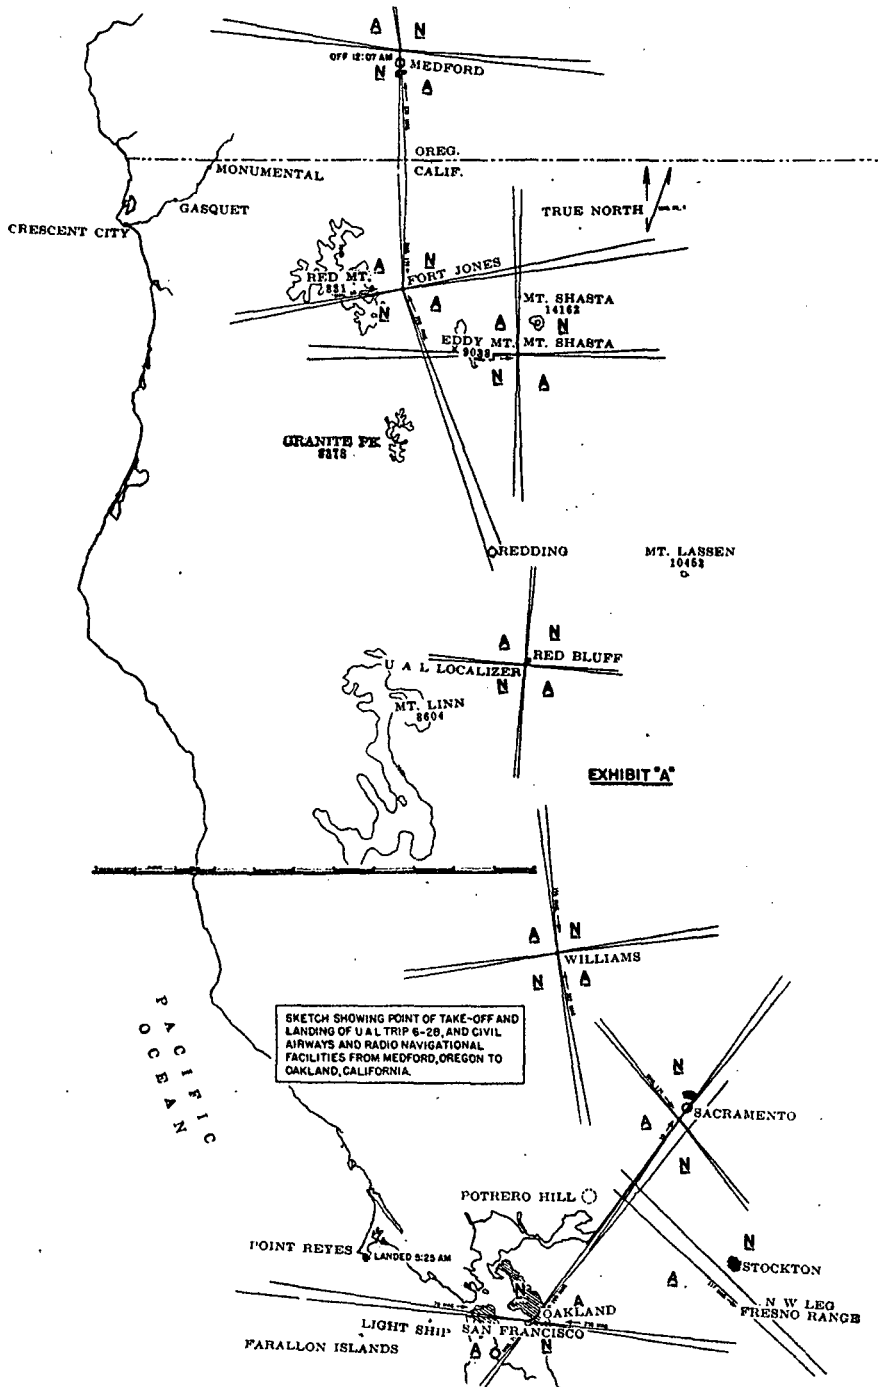 A N
OFF 12:07 AM
MEDFORD
N A
OREG.
CALIF.
MONUMENTAL
GASQUET
CRESCENT CITY
TRUE NORTH
A N
RED MT.
FORT JONES
N A
MT. SHASTA
14162
A N
EDDY MT. MT. SHASTA
9038
N A
GRANITE PK
REDDING
MT. LASSEN
10453
A N
RED BLUFF
U A L LOCALIZER
N A
MT. LINN
8604
EXHIBIT "A"
A N
WILLIAMS
N A
PACIFIC
OCEAN
SKETCH SHOWING POINT OF TAKE-OFF AND
LANDING OF U A L TRIP 6-28, AND CIVIL
AIRWAYS AND RADIO NAVIGATIONAL
FACILITIES FROM MEDFORD, OREGON TO
OAKLAND, CALIFORNIA.
N
SACRAMENTO
A
N
POTRERO HILL
POINT REYES
LANDED 5:25 AM
N
STOCKTON
A
N W LEG
FRESNO RANGE
N
A
OAKLAND
LIGHT SHIP
SAN FRANCISCO
FARALLON ISLANDS
A N